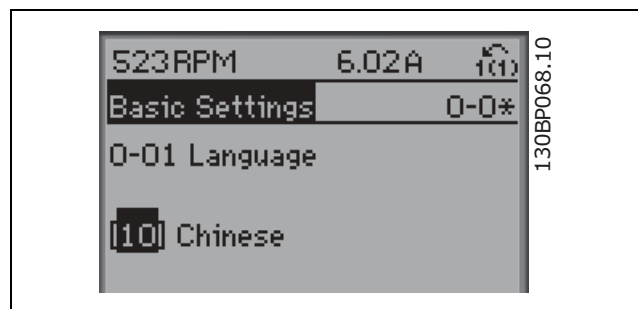 523RPM 6.02A 1(1)
Basic Settings 0-0*
0-01 Language
[10] Chinese
130BP068.10